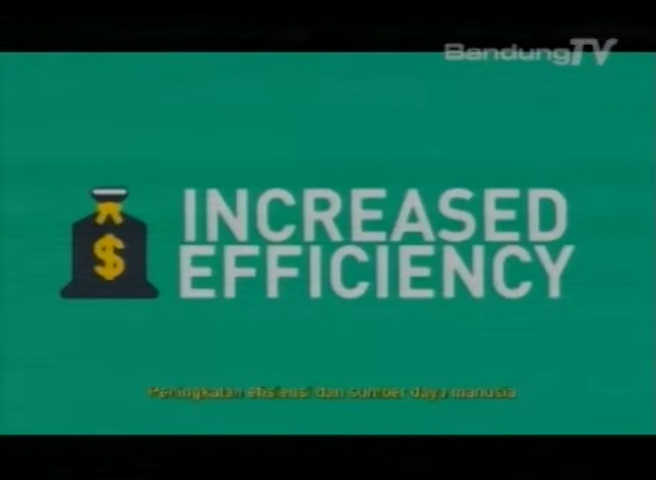 BandungTV
INCREASED
EFFICIENCY
Peningkatan efisiensi dan sumber daya manusia